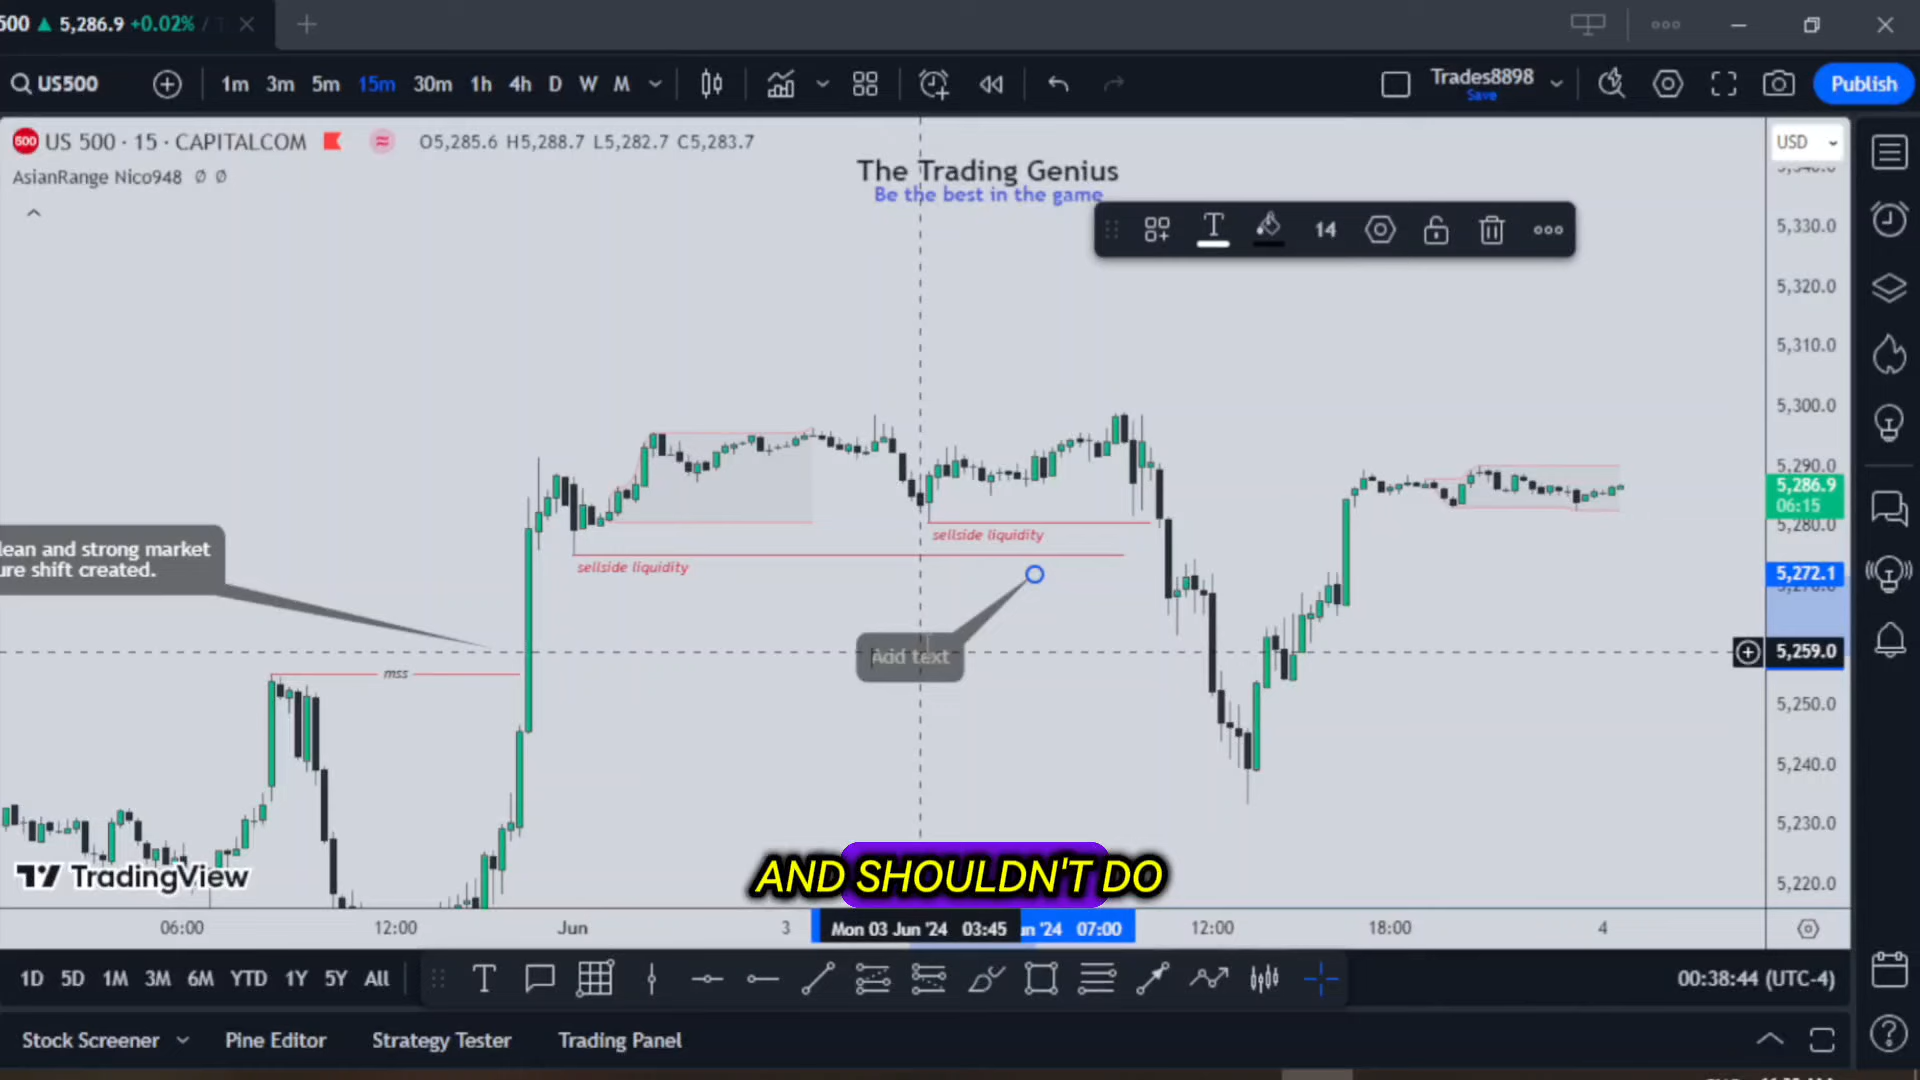 500 ▲ 5,286.9 +0.02% /
US500
1m 3m 5m 15m 30m 1h 4h D W M
Trades8898
Save
Publish
500 US 500 · 15 · CAPITALCOM O5,285.6 H5,288.7 L5,282.7 C5,283.7
AsianRange Nico948 ∅ ∅
The Trading Genius
Be the best in the game
USD
14
5,330.0
5,320.0
5,310.0
5,300.0
5,290.0
5,286.9
06:15
5,280.0
sellside liquidity
sellside liquidity
lean and strong market
ure shift created.
5,272.1
Add text
5,259.0
mss
5,250.0
5,240.0
5,230.0
5,220.0
TradingView
AND SHOULDN'T DO
06:00 12:00 Jun 3 Mon 03 Jun '24 03:45 un '24 07:00 12:00 18:00 4
1D 5D 1M 3M 6M YTD 1Y 5Y All
00:38:44 (UTC-4)
Stock Screener Pine Editor Strategy Tester Trading Panel